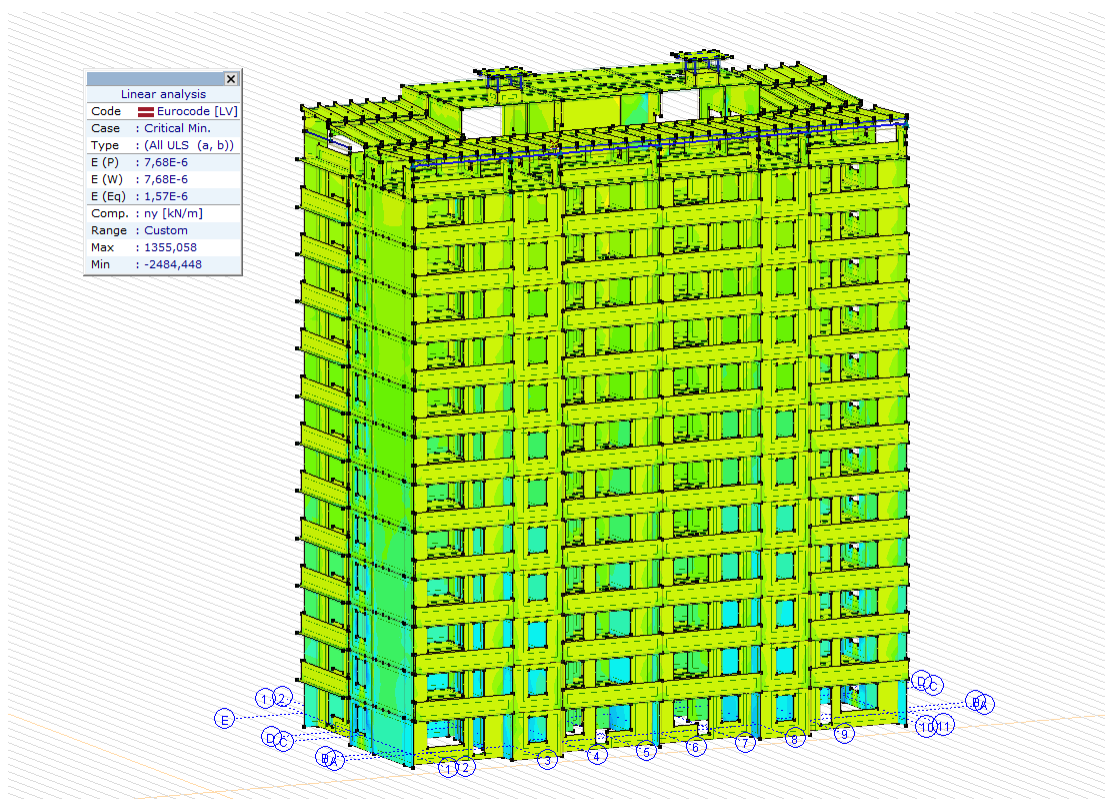 Linear analysis
Code Eurocode [LV]
Case : Critical Min.
Type : (All ULS (a, b))
E (P) : 7,68E-6
E (W) : 7,68E-6
E (Eq) : 1,57E-6
Comp. : ny [kN/m]
Range : Custom
Max : 1355,058
Min : -2484,448
1 2
E
D C
B A
D C
B A
10 11
1 2 3 4 5 6 7 8 9